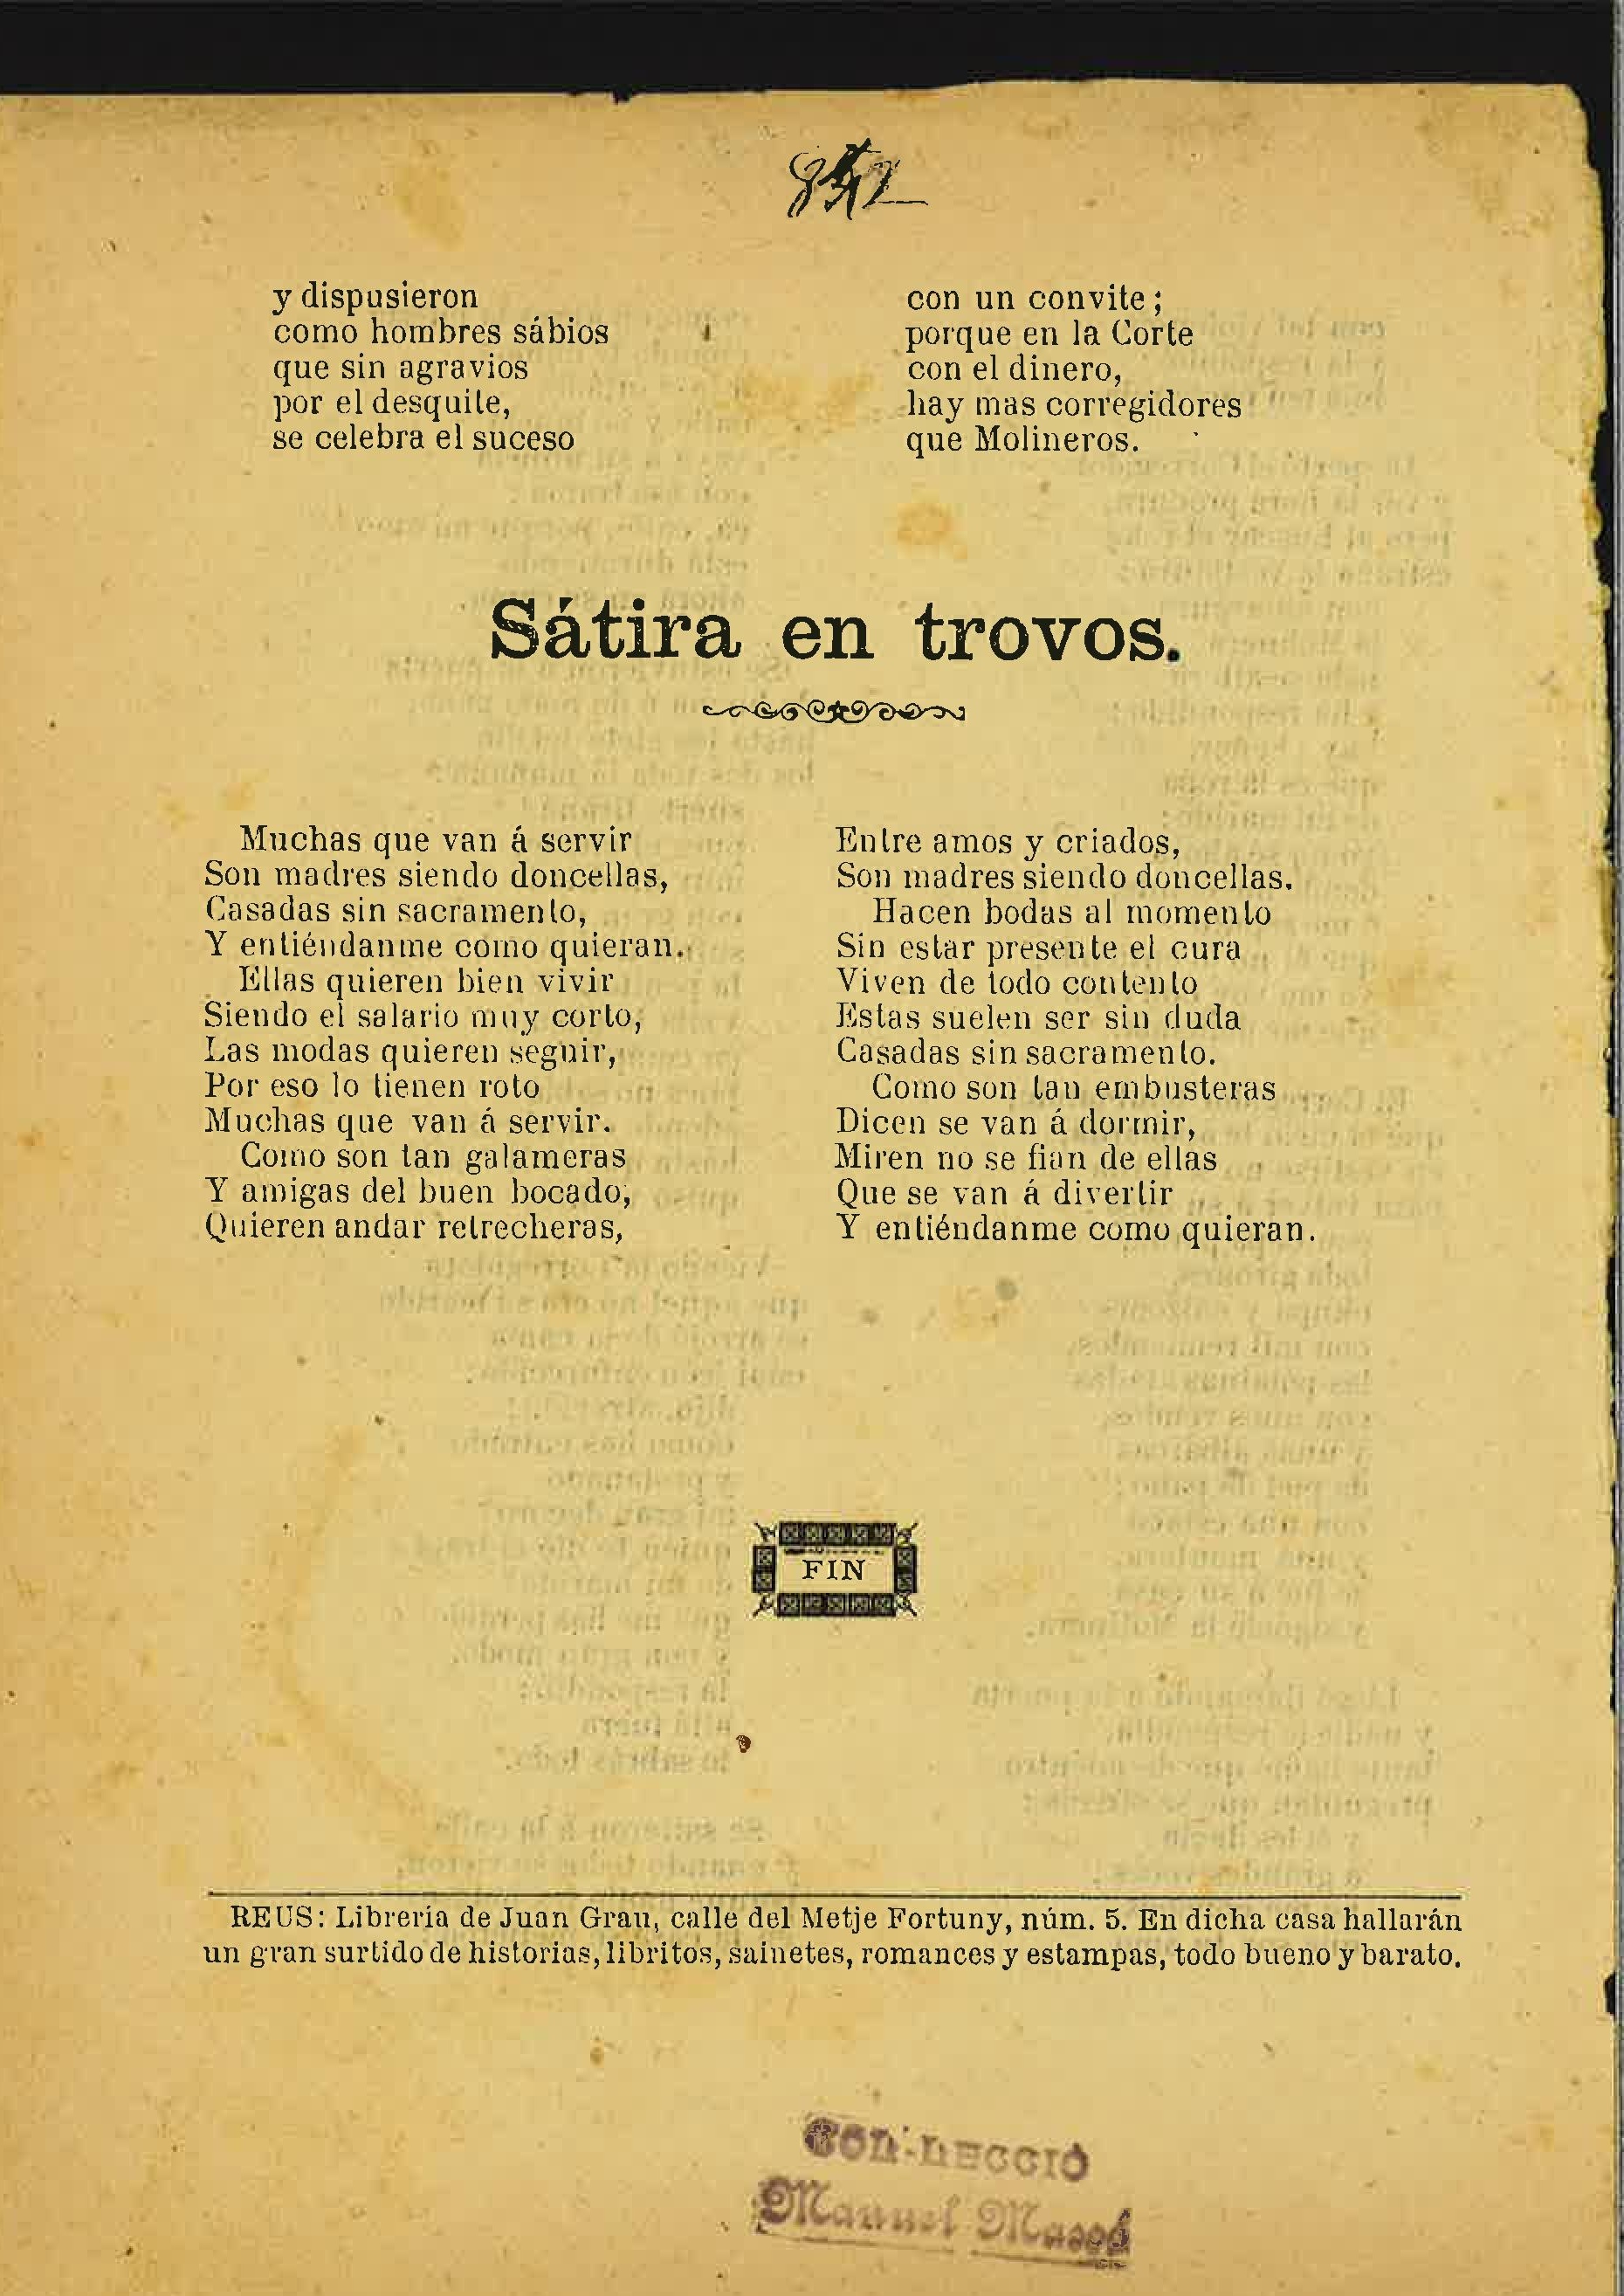 y dispusieron
como hombres sábios
que sin agravios
por el desquite,
se celebra el suceso
con un convite;
porque en la Corte
con el dinero,
hay mas corregidores
que Molineros.
Sátira en trovos.
Muchas que van á servir
Son madres siendo doncellas,
Casadas sin sacramento,
Y entiéndanme como quieran.
Ellas quieren bien vivir
Siendo el salario muy corto,
Las modas quieren seguir,
Por eso lo tienen roto
Muchas que van á servir.
Como son tan galameras
Y amigas del buen bocado,
Quieren andar retrecheras,
Entre amos y criados,
Son madres siendo doncellas.
Hacen bodas al momento
Sin estar presente el cura
Viven de todo contento
Estas suelen ser sin duda
Casadas sin sacramento.
Como son tan embusteras
Dicen se van á dormir,
Miren no se fian de ellas
Que se van á divertir
Y entiéndanme como quieran.
FIN
REUS: Librería de Juan Grau, calle del Metje Fortuny, núm. 5. En dicha casa hallarán
un gran surtido de historias, libritos, sainetes, romances y estampas, todo bueno y barato.
COL·LECCIÓ
Manuel